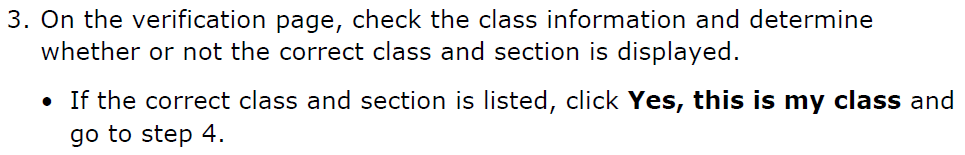 3. On the verification page, check the class information and determine
whether or not the correct class and section is displayed.
• If the correct class and section is listed, click Yes, this is my class and
go to step 4.